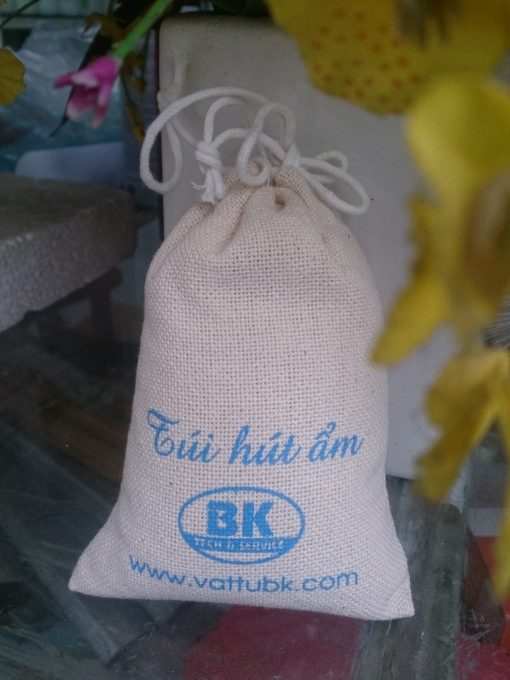 Túi hút ẩm
BK
TECH & SERVICE
www.vattubk.com